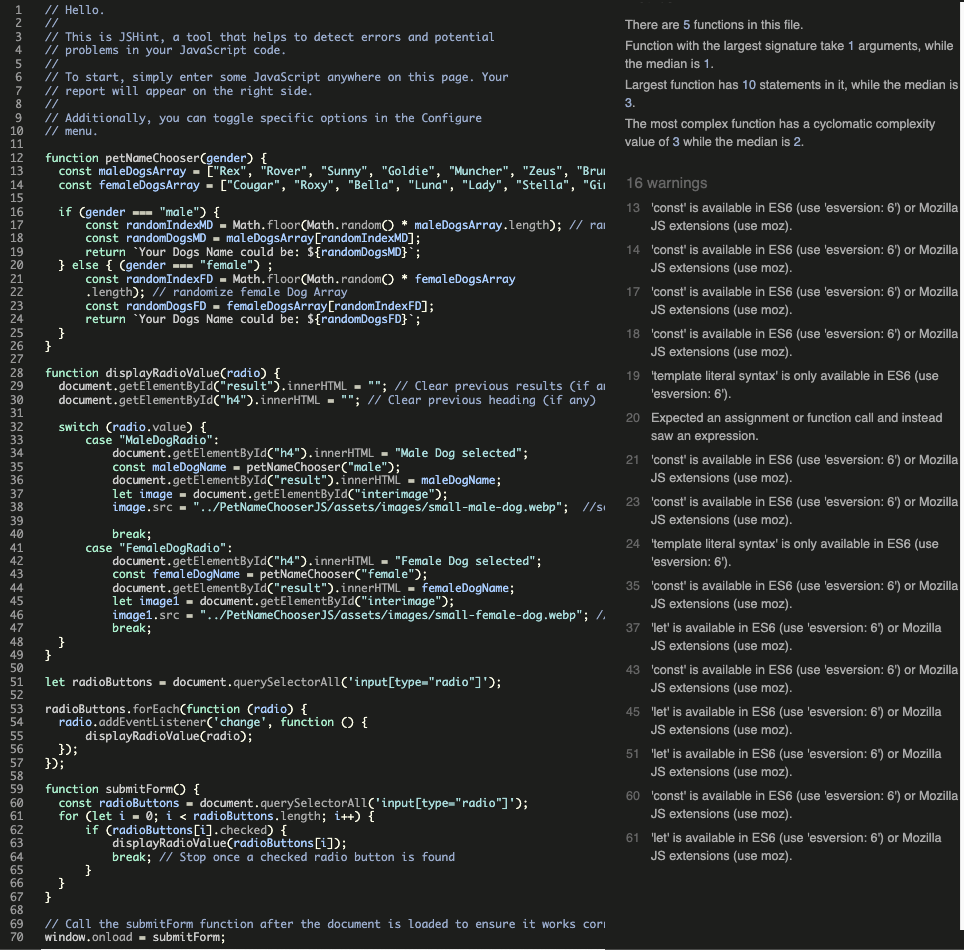 1 // Hello.
2 //
3 // This is JSHint, a tool that helps to detect errors and potential
4 // problems in your JavaScript code.
5 //
6 // To start, simply enter some JavaScript anywhere on this page. Your
7 // report will appear on the right side.
8 //
9 // Additionally, you can toggle specific options in the Configure
10 // menu.
11
12 function petNameChooser(gender) {
13 const maleDogsArray = ["Rex", "Rover", "Sunny", "Goldie", "Muncher", "Zeus",
14 const femaleDogsArray = ["Cougar", "Roxy", "Bella", "Luna", "Lady", "Stella",
15
16 if (gender === "male") {
17 const randomIndexMD = Math.floor(Math.random() * maleDogsArray.length); //
18 const randomDogsMD = maleDogsArray[randomIndexMD];
19 return `Your Dogs Name could be: ${randomDogsMD}`;
20 } else { (gender === "female") ;
21 const randomIndexFD = Math.floor(Math.random() * femaleDogsArray
22 .length); // randomize female Dog Array
23 const randomDogsFD = femaleDogsArray[randomIndexFD];
24 return `Your Dogs Name could be: ${randomDogsFD}`;
25 }
26 }
27
28 function displayRadioValue(radio) {
29 document.getElementById("result").innerHTML = ""; // Clear previous results (if
30 document.getElementById("h4").innerHTML = ""; // Clear previous heading (if any)
31
32 switch (radio.value) {
33 case "MaleDogRadio":
34 document.getElementById("h4").innerHTML = "Male Dog selected";
35 const maleDogName = petNameChooser("male");
36 document.getElementById("result").innerHTML = maleDogName;
37 let image = document.getElementById("interimage");
38 image.src = "../PetNameChooserJS/assets/images/small-male-dog.webp"; //
39
40 break;
41 case "FemaleDogRadio":
42 document.getElementById("h4").innerHTML = "Female Dog selected";
43 const femaleDogName = petNameChooser("female");
44 document.getElementById("result").innerHTML = femaleDogName;
45 let image1 = document.getElementById("interimage");
46 image1.src = "../PetNameChooserJS/assets/images/small-female-dog.webp"; //
47 break;
48 }
49 }
50
51 let radioButtons = document.querySelectorAll('input[type="radio"]');
52
53 radioButtons.forEach(function (radio) {
54 radio.addEventListener('change', function () {
55 displayRadioValue(radio);
56 });
57 });
58
59 function submitForm() {
60 const radioButtons = document.querySelectorAll('input[type="radio"]');
61 for (let i = 0; i < radioButtons.length; i++) {
62 if (radioButtons[i].checked) {
63 displayRadioValue(radioButtons[i]);
64 break; // Stop once a checked radio button is found
65 }
66 }
67 }
68
69 // Call the submitForm function after the document is loaded to ensure it works
70 window.onload = submitForm;
There are 5 functions in this file.
Function with the largest signature take 1 arguments, while
the median is 1.
Largest function has 10 statements in it, while the median is
3.
The most complex function has a cyclomatic complexity
value of 3 while the median is 2.
16 warnings
13 'const' is available in ES6 (use 'esversion: 6') or Mozilla
JS extensions (use moz).
14 'const' is available in ES6 (use 'esversion: 6') or Mozilla
JS extensions (use moz).
17 'const' is available in ES6 (use 'esversion: 6') or Mozilla
JS extensions (use moz).
18 'const' is available in ES6 (use 'esversion: 6') or Mozilla
JS extensions (use moz).
19 'template literal syntax' is only available in ES6 (use
'esversion: 6').
20 Expected an assignment or function call and instead
saw an expression.
21 'const' is available in ES6 (use 'esversion: 6') or Mozilla
JS extensions (use moz).
23 'const' is available in ES6 (use 'esversion: 6') or Mozilla
JS extensions (use moz).
24 'template literal syntax' is only available in ES6 (use
'esversion: 6').
35 'const' is available in ES6 (use 'esversion: 6') or Mozilla
JS extensions (use moz).
37 'let' is available in ES6 (use 'esversion: 6') or Mozilla
JS extensions (use moz).
43 'const' is available in ES6 (use 'esversion: 6') or Mozilla
JS extensions (use moz).
45 'let' is available in ES6 (use 'esversion: 6') or Mozilla
JS extensions (use moz).
51 'let' is available in ES6 (use 'esversion: 6') or Mozilla
JS extensions (use moz).
60 'const' is available in ES6 (use 'esversion: 6') or Mozilla
JS extensions (use moz).
61 'let' is available in ES6 (use 'esversion: 6') or Mozilla
JS extensions (use moz).